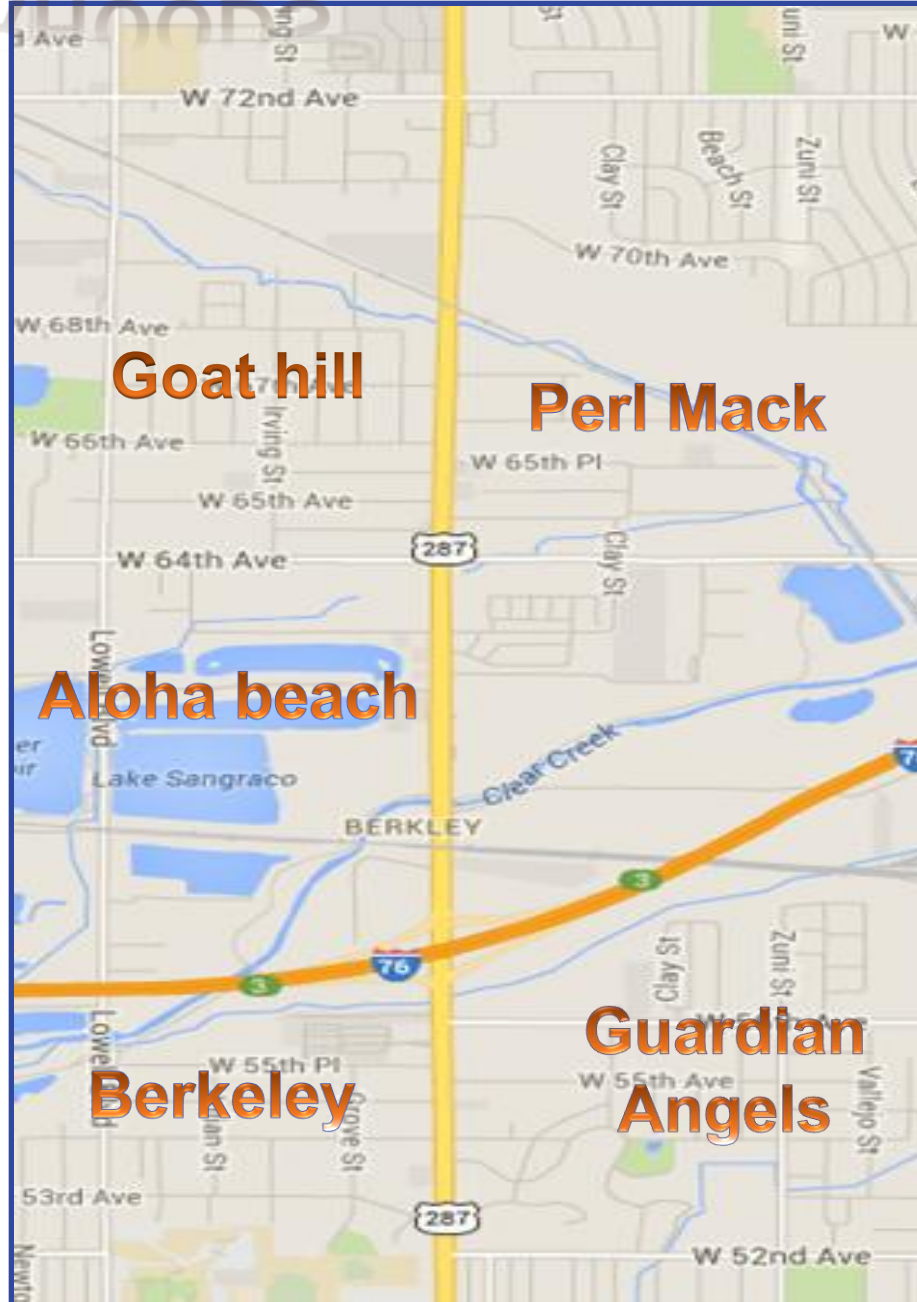 W 72nd Ave
Clay St
Beach St
Zuni St
W 70th Ave
W 68th Ave
Goat hill
Irving St
Perl Mack
W 66th Ave
W 65th Pl
W 65th Ave
287
W 64th Ave
Clay St
Aloha beach
Lake Sangraco
Clear Creek
BERKLEY
3
76
3
Clay St
Zuni St
Guardian
Angels
W 55th Pl
W 55th Ave
Berkeley
Grove St
Vallejo St
53rd Ave
287
W 52nd Ave